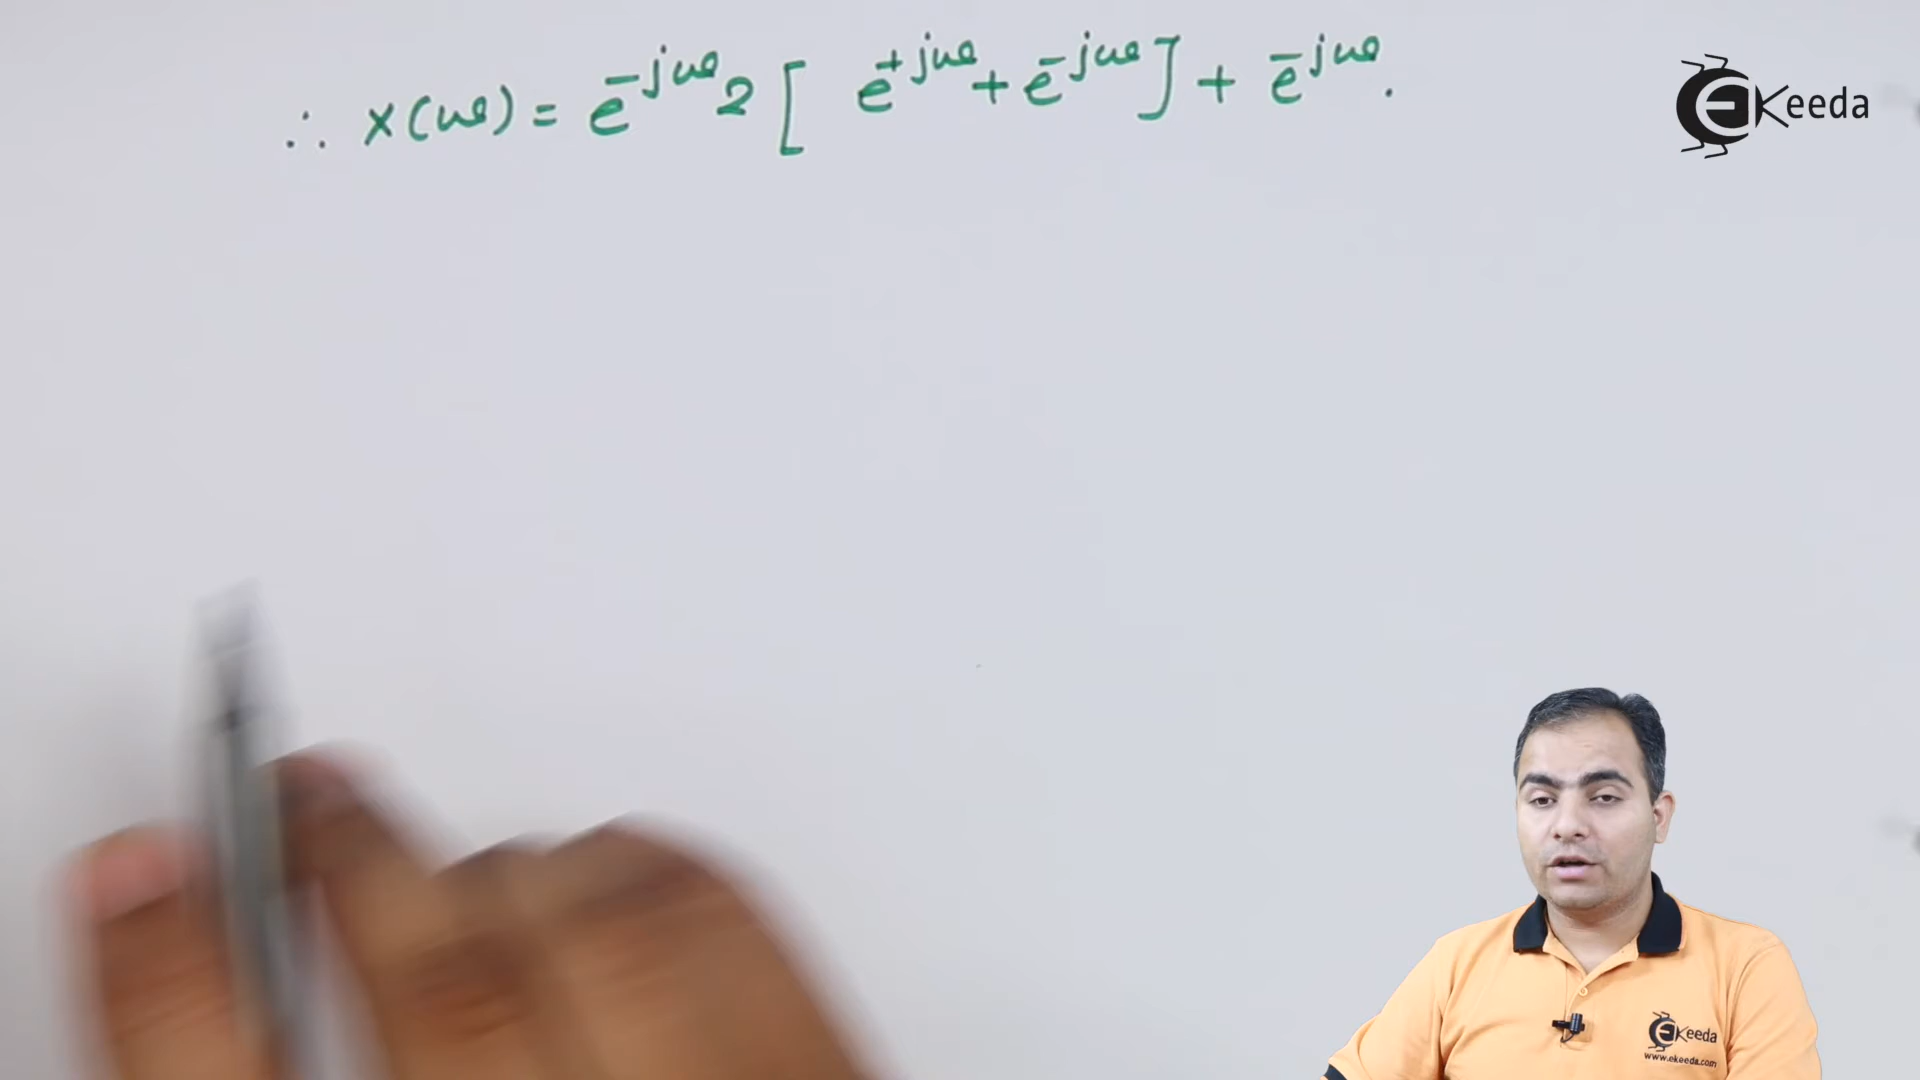 ∴ X(ω) = e^{-jω} 2 [ e^{+jω} + e^{-jω} ] + e^{-jω}.
EKeeda
EKeeda
www.ekeeda.com